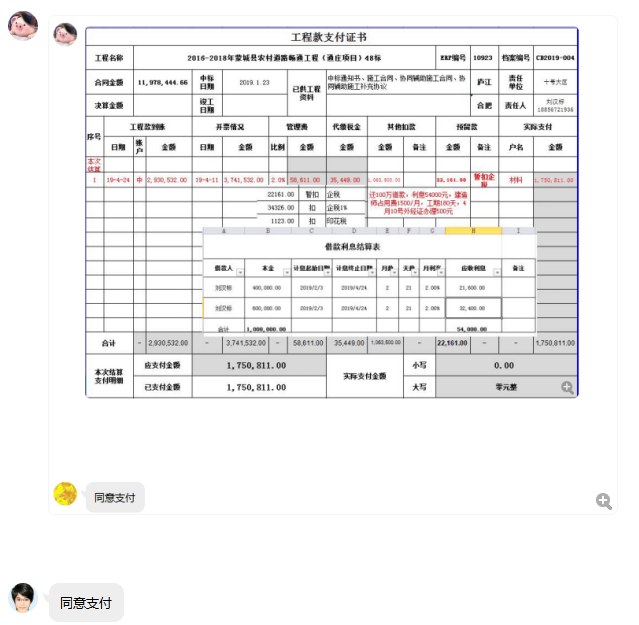 工程款支付证书
工程名称 2016-2018年蒙城县农村道路畅通工程（通庄项目）48标 ERP编号 10923 档案编号 CB2019-004
合同金额 11,978,444.66 中标日期 2019.1.23 已供工程资料 中标通知书、施工合同、协同辅助施工合同、协同辅助施工补充协议 庐江 责任单位 十号大区
决算金额 竣工日期 合肥 责任人 刘汉标
序号 工程款到账 开票情况 管理费 代缴税金 其他扣款 预留款 实际支付
日期 账户 金额 日期 金额 比例 金额 金额 金额 备注 金额 备注 户名 金额
本次结算
1 19-4-24 中 2,930,532.00 19-4-11 3,741,532.00 2.0% 58,611.00 35,449.00 22,161.00 暂扣企税 材料 1,750,811.00
22161.00 暂扣 企税
34326.00 扣 企税1%
1123.00 扣 印花税
还100万借款，利息54000元，建造师占用费1500/月，工期180天，4月10号外经证办理500元
A B C D E F G H I
借款利息结算表
借款人 本金 计息起始日期 计息终止日期 月数 天数 月利率 应收利息 备注
刘汉标 400,000.00 2019/2/3 2019/4/24 2 21 2.00% 21,600.00
刘汉标 600,000.00 2019/2/3 2019/4/24 2 21 2.00% 32,400.00
合计 1,000,000.00 54,000.00
合计 - 2,930,532.00 - 3,741,532.00 - 58,611.00 35,449.00 1,063,500.00 - 22,161.00 - - 1,750,811.00
本次结算支付明细 应支付金额 1,750,811.00 实际支付金额 小写 0.00
已支付金额 1,750,811.00 大写 零元整
同意支付
同意支付